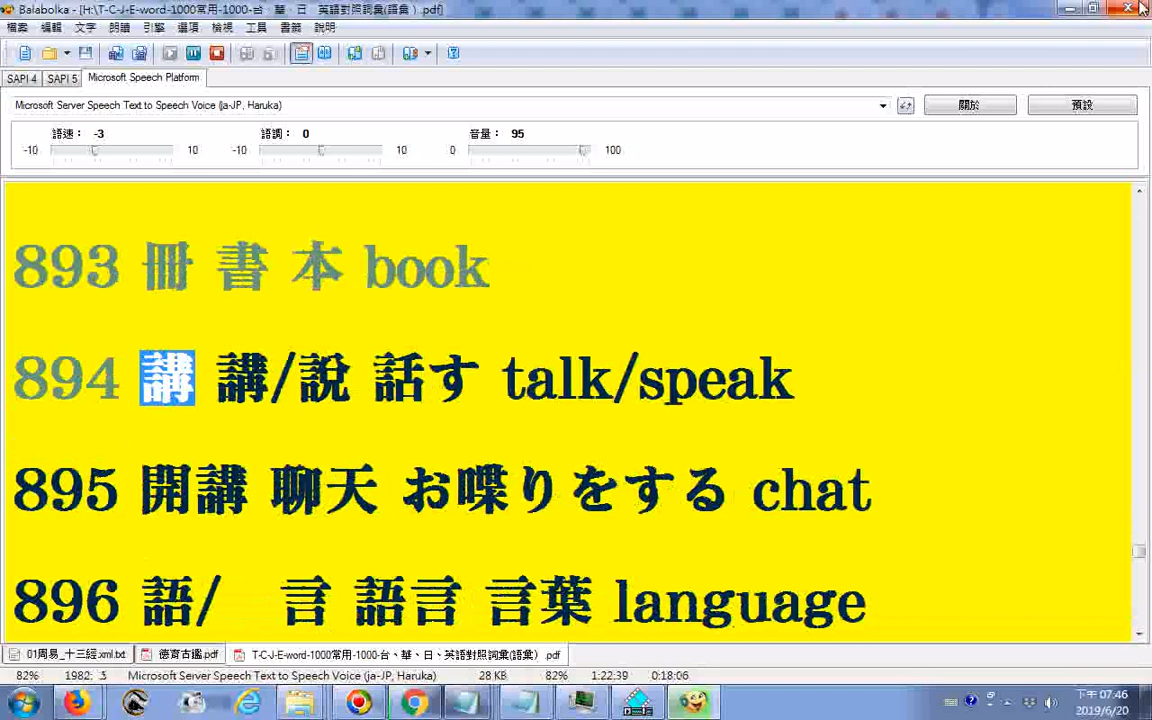 Balabolka - [H:\T-C-J-E-word-1000常用-1000-台、華、日、英語對照詞彙(語彙).pdf]
檔案 編輯 文字 朗讀 引擎 選項 檢視 工具 書籤 說明
SAPI 4 SAPI 5 Microsoft Speech Platform
Microsoft Server Speech Text to Speech Voice (ja-JP, Haruka) 關於 預設
語速： -3 語調： 0 音量： 95
-10 10 -10 10 0 100
893 冊 書 本 book
894 講 講/說 話す talk/speak
895 開講 聊天 お喋りをする chat
896 語/ 言 語言 言葉 language
01周易_十三經.xml.txt 德育古鑑.pdf T-C-J-E-word-1000常用-1000-台、華、日、英語對照詞彙(語彙) .pdf
82% 1982: 3 Microsoft Server Speech Text to Speech Voice (ja-JP, Haruka) 28 KB 82% 1:22:39 0:18:06
下午 07:46
2019/6/20